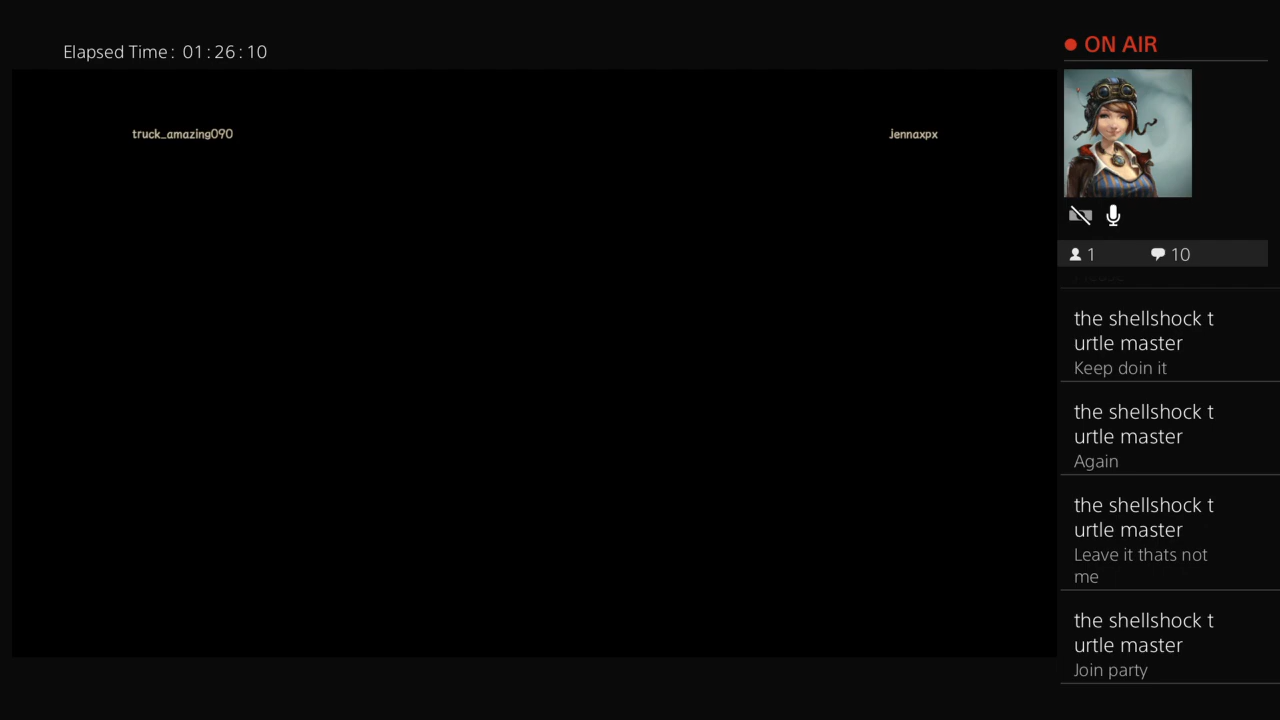 Elapsed Time: 01:26:10
ON AIR
truck_amazing090
jennaxpx
1
10
the shellshock t
urtle master
Keep doin it
the shellshock t
urtle master
Again
the shellshock t
urtle master
Leave it thats not
me
the shellshock t
urtle master
Join party